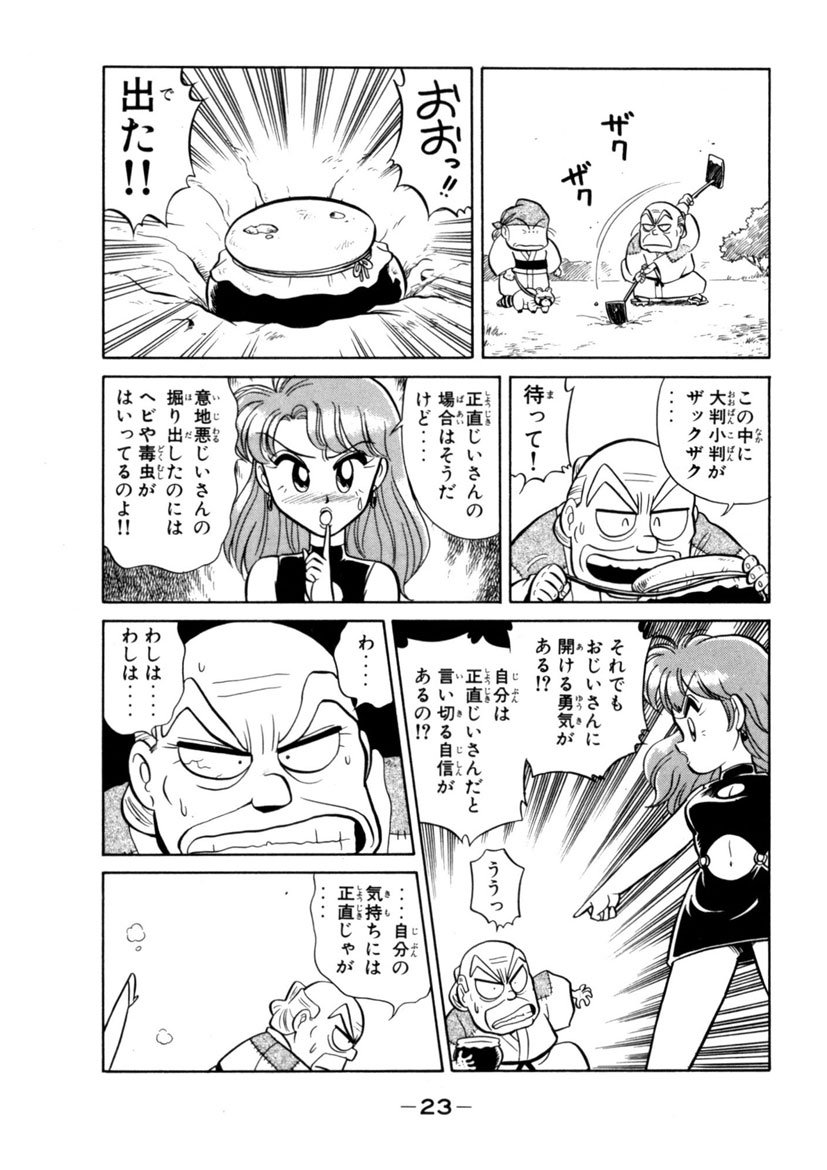 ザク
ザク
おおっ!!
出た!!
この中に
大判小判が
ザックザク
‥‥
待って！
正直じいさんの
場合はそうだ
けど‥‥
意地悪じいさんの
掘り出したのには
ヘビや毒虫が
はいってるのよ!!
それでも
おじいさんに
開ける勇気が
ある!?
自分は
正直じいさんだと
言い切る自信が
あるの!?
ううっ
わ‥‥
わしは‥‥
わしは‥‥
‥‥自分の
気持ちには
正直じゃが
‥‥
—23—